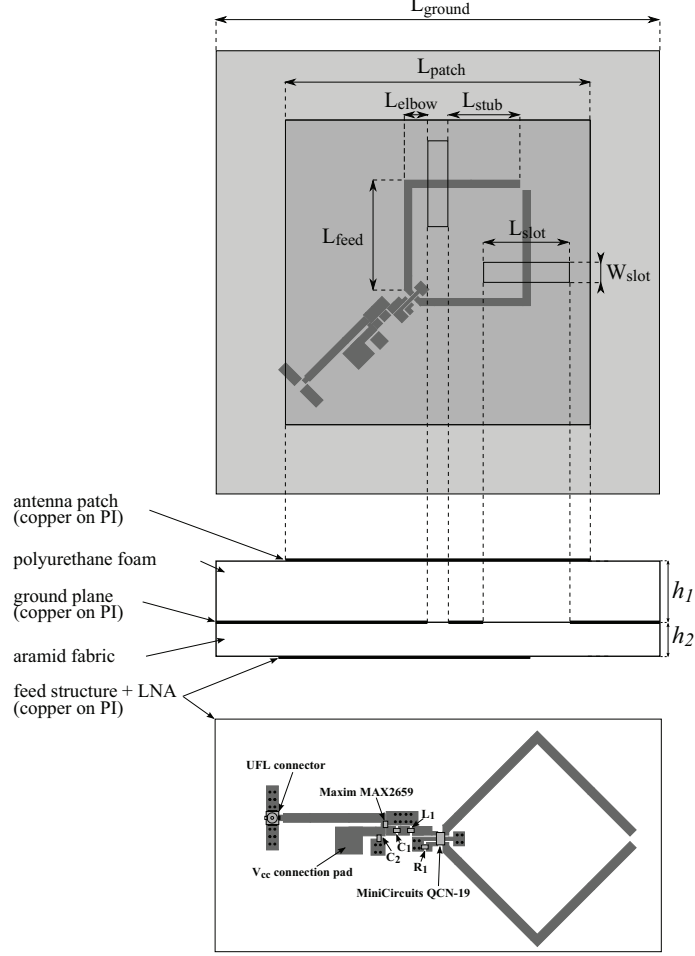 Lground
Lpatch
Lelbow
Lstub
Lfeed
Lslot
Wslot
antenna patch
(copper on PI)
polyurethane foam
ground plane
(copper on PI)
aramid fabric
feed structure + LNA
(copper on PI)
h1
h2
UFL connector
Maxim MAX2659
L1
C1
C2
R1
Vcc connection pad
MiniCircuits QCN-19